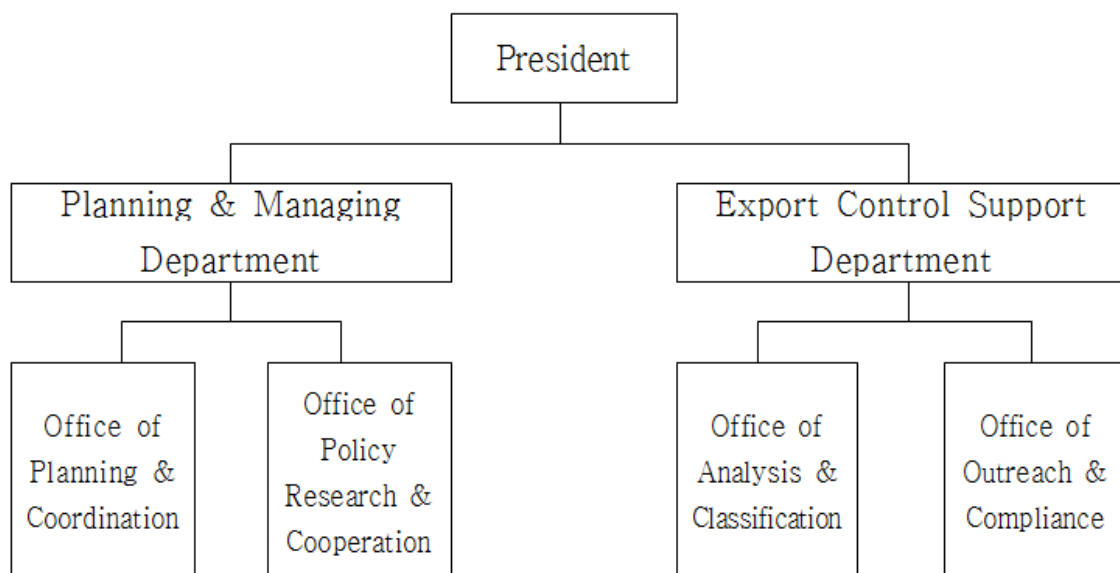 President
Planning & Managing
Department
Export Control Support
Department
Office of
Planning &
Coordination
Office of
Policy
Research &
Cooperation
Office of
Analysis &
Classification
Office of
Outreach &
Compliance